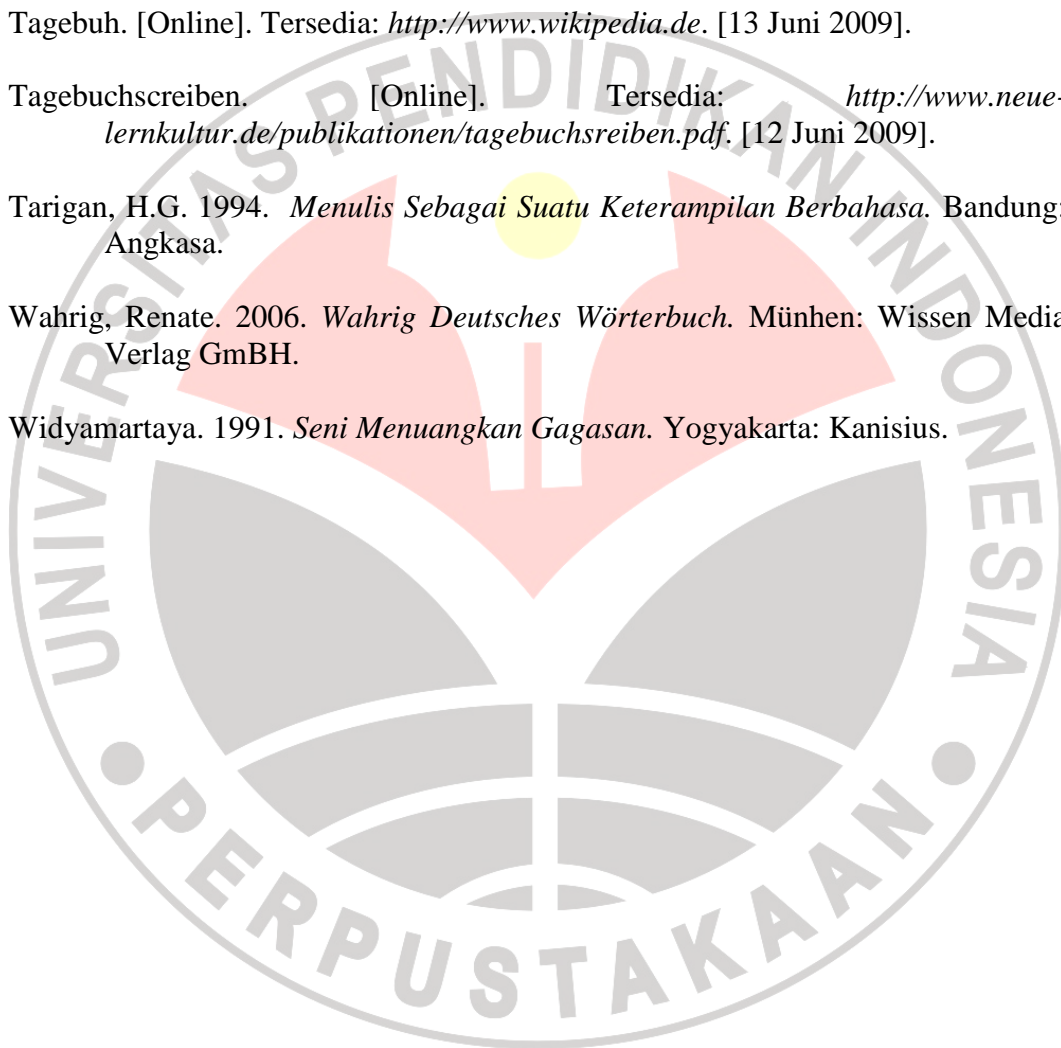 Tagebuh. [Online]. Tersedia: http://www.wikipedia.de. [13 Juni 2009].
Tagebuchscreiben. [Online]. Tersedia: http://www.neue-
lernkultur.de/publikationen/tagebuchsreiben.pdf. [12 Juni 2009].
Tarigan, H.G. 1994. Menulis Sebagai Suatu Keterampilan Berbahasa. Bandung:
Angkasa.
Wahrig, Renate. 2006. Wahrig Deutsches Wörterbuch. Münhen: Wissen Media
Verlag GmBH.
Widyamartaya. 1991. Seni Menuangkan Gagasan. Yogyakarta: Kanisius.
UNIVERSITAS PENDIDIKAN INDONESIA
PERPUSTAKAAN